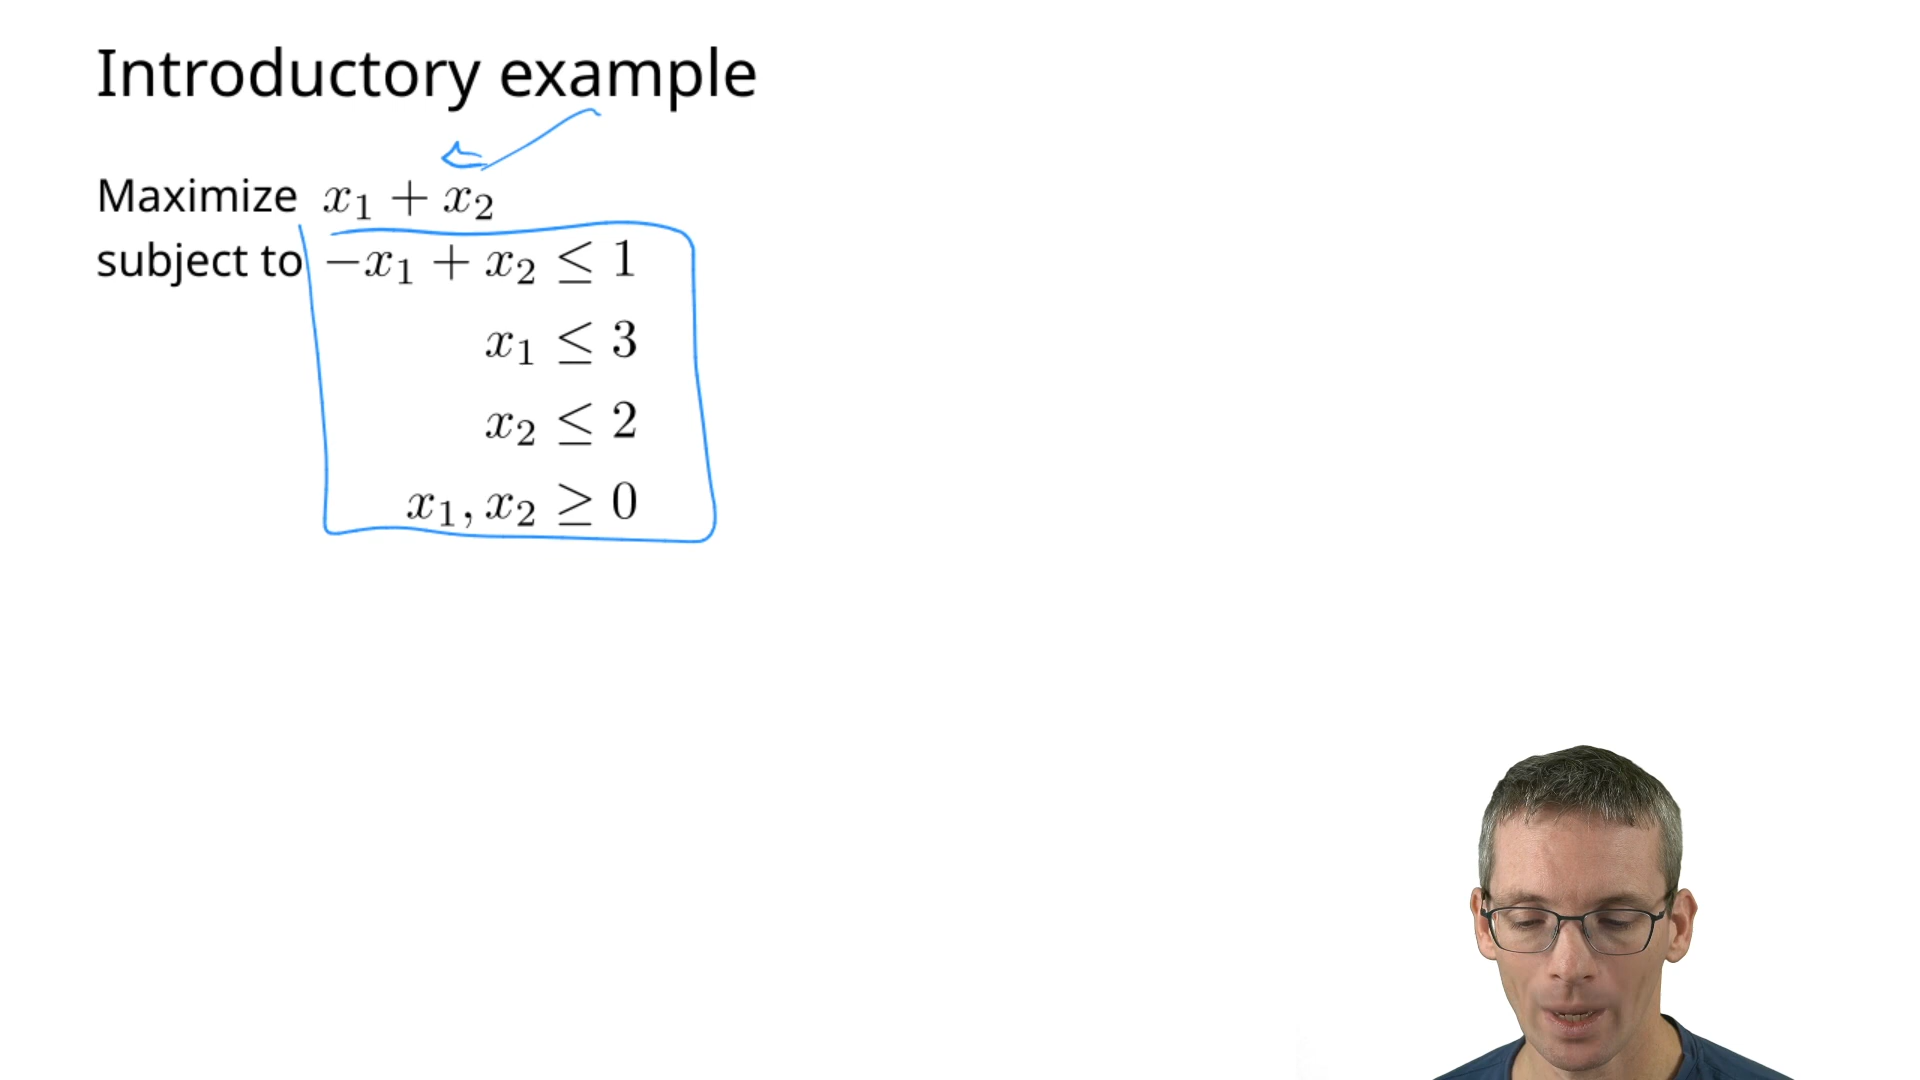 Introductory example
Maximize x₁ + x₂
subject to −x₁ + x₂ ≤ 1
x₁ ≤ 3
x₂ ≤ 2
x₁, x₂ ≥ 0